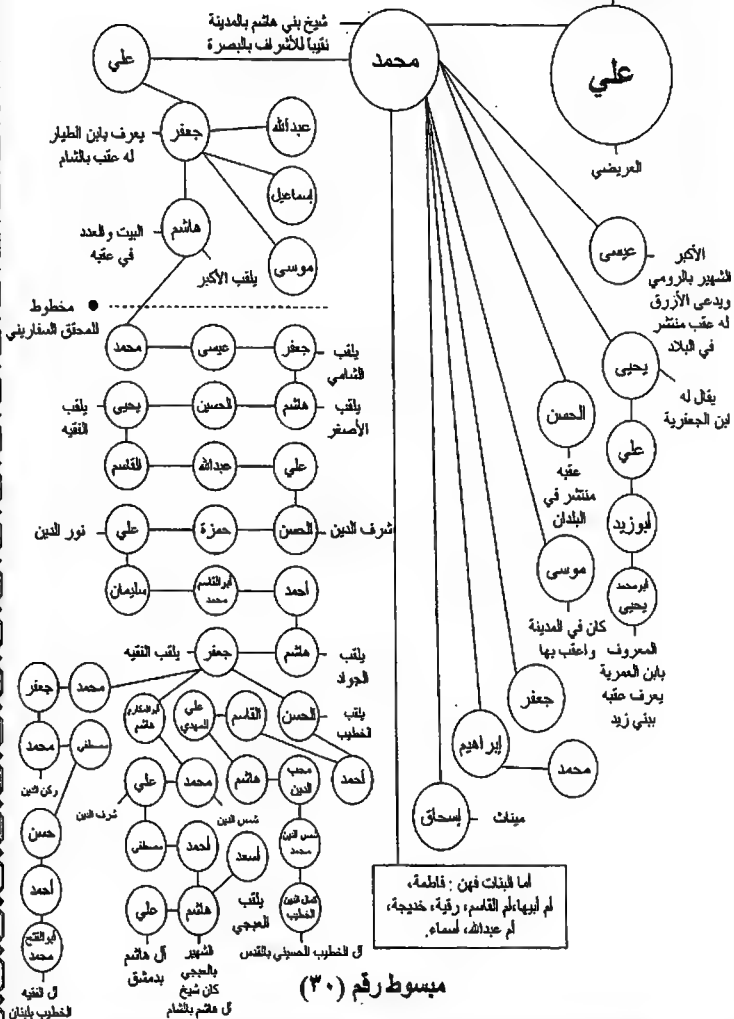 شيخ بني هاشم بالمدينة
نقيباً للأشراف بالبصرة
علي
محمد
علي
العريضي
عبدالله
جعفر
يعرف بابن الطيار
له عقب بالشام
إسماعيل
هاشم
البيت والعدد
في عقبه
يلقب الأكبر
موسى
مخطوط
للمحقق السفاريني
عيسى
الأكبر
الشهير بالرومي
ويدعى الأزرق
له عقب منتشر
في البلاد
يحيى
يقال له
ابن الجعفرية
علي
أبوزيد
أبومحمد
يحيى
المعروف
بابن العمرية
يعرف عقبه
ببني زيد
الحسن
عقبه
منتشر في
البلدان
موسى
كان في المدينة
واعقب بها
جعفر
إبراهيم
محمد
إسحاق
ميناث
جعفر
عيسى
محمد
يلقب
الشامي
هاشم
الحسين
يحيى
يلقب
الأصغر
يلقب
الفقيه
علي
عبدالله
القاسم
شرف الدين
الحسن
حمزة
علي
نور الدين
أحمد
أبوالقاسم
محمد
سليمان
يلقب
الجواد
هاشم
جعفر
يلقب الفقيه
محمد
جعفر
يلقب
الخطيب
الحسن
القاسم
علي
المهدي
أبوالمكارم
هاشم
مصطفى
محمد
ركن الدين
أحمد
محب
الدين
هاشم
محمد
شمس الدين
علي
شرف الدين
حسن
شمس الدين
محمد
أسعد
أحمد
مصطفى
أحمد
كمال الدين
الخطيب
يلقب
العجي
هاشم
علي
أبوالفتح
محمد
آل الخطيب الحسيني بالقدس
الشهير
بالعجي
كان شيخ
آل هاشم بالشام
آل هاشم
بدمشق
آل الفقيه
الخطيب بلبنان
أما البنات فهن : فاطمة،
أم أبيها، أم القاسم، رقية، خديجة،
أم عبدالله، أسماء.
مبسوط رقم (٣٠)